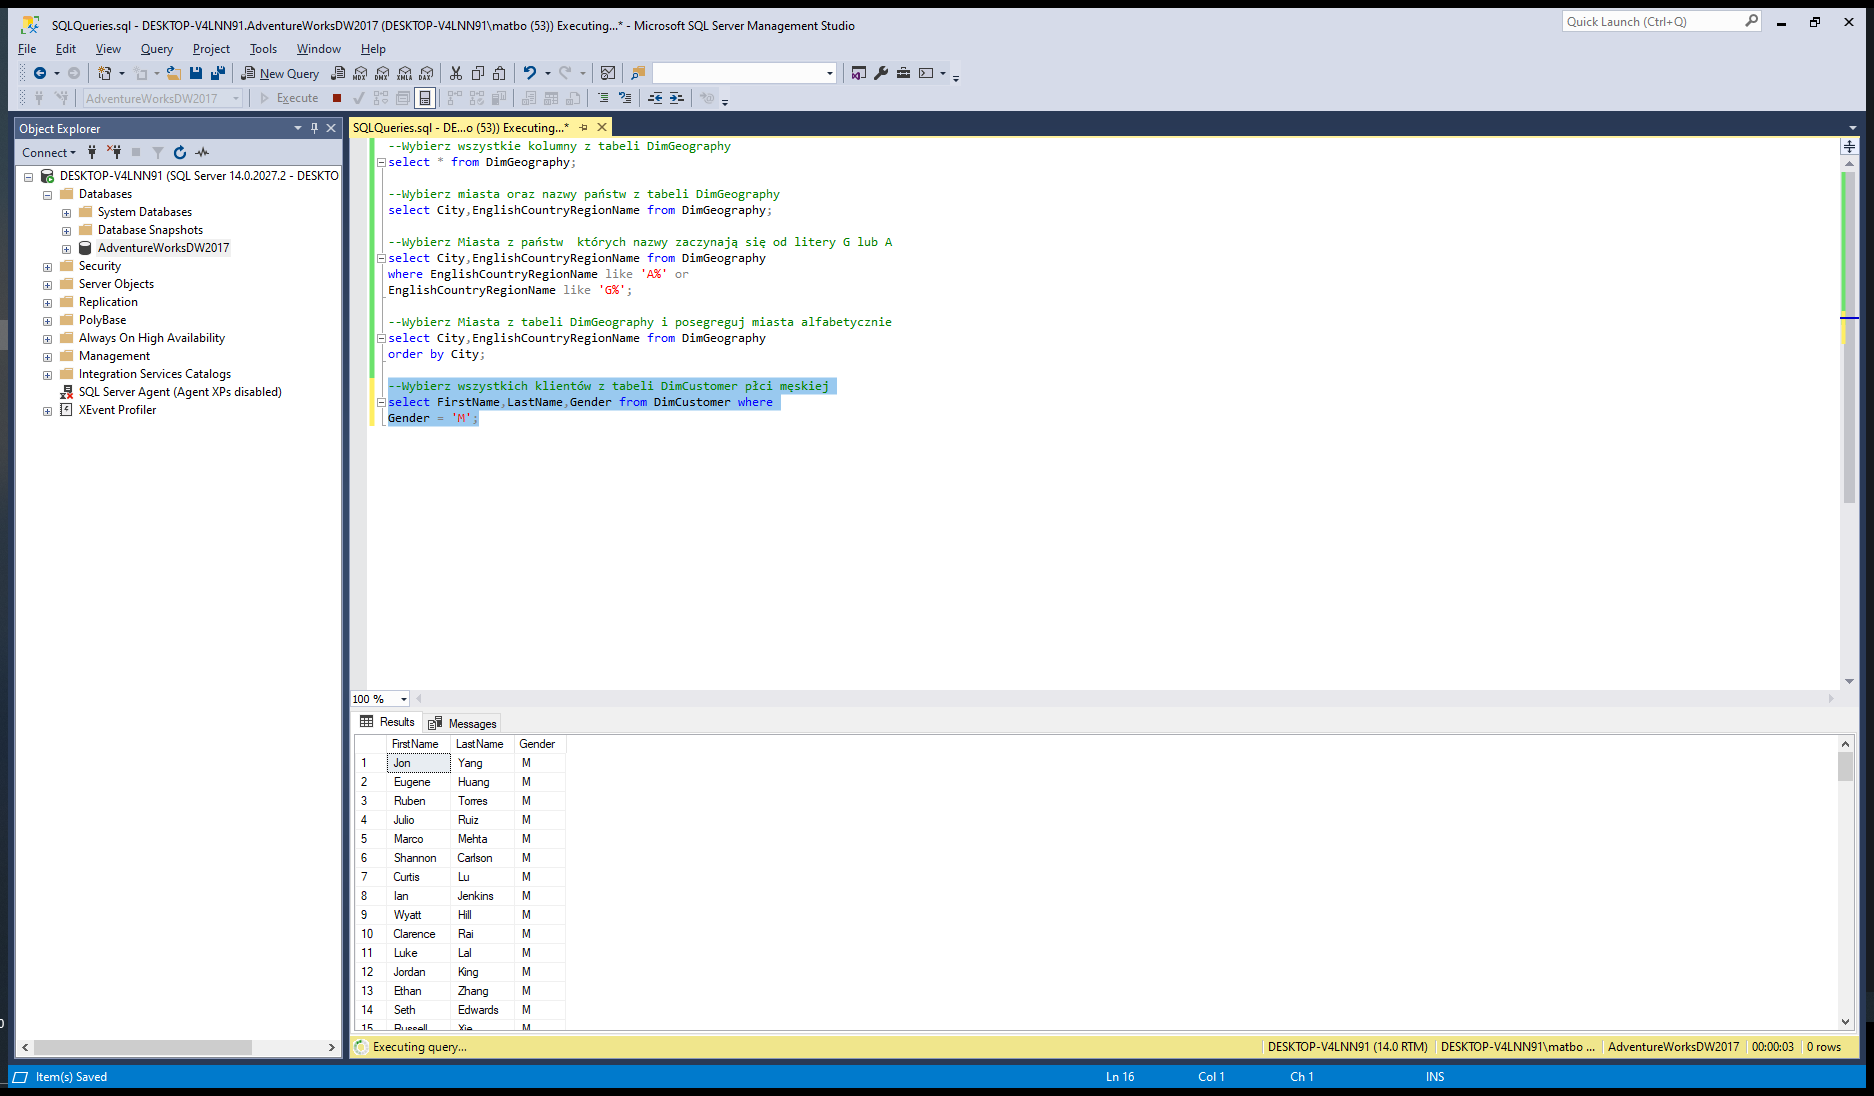 SQLQueries.sql - DESKTOP-V4LNN91.AdventureWorksDW2017 (DESKTOP-V4LNN91\matbo (53)) Executing...* - Microsoft SQL Server Management Studio
Quick Launch (Ctrl+Q)
File Edit View Query Project Tools Window Help
New Query MDX DMX XMLA DAX
AdventureWorksDW2017 Execute
Object Explorer
SQLQueries.sql - DE...o (53)) Executing...*
Connect
DESKTOP-V4LNN91 (SQL Server 14.0.2027.2 - DESKTO
Databases
System Databases
Database Snapshots
AdventureWorksDW2017
Security
Server Objects
Replication
PolyBase
Always On High Availability
Management
Integration Services Catalogs
SQL Server Agent (Agent XPs disabled)
XEvent Profiler
--Wybierz wszystkie kolumny z tabeli DimGeography
select * from DimGeography;
--Wybierz miasta oraz nazwy państw z tabeli DimGeography
select City,EnglishCountryRegionName from DimGeography;
--Wybierz Miasta z państw  których nazwy zaczynają się od litery G lub A
select City,EnglishCountryRegionName from DimGeography
where EnglishCountryRegionName like 'A%' or
EnglishCountryRegionName like 'G%';
--Wybierz Miasta z tabeli DimGeography i posegreguj miasta alfabetycznie
select City,EnglishCountryRegionName from DimGeography
order by City;
--Wybierz wszystkich klientów z tabeli DimCustomer płci męskiej
select FirstName,LastName,Gender from DimCustomer where
Gender = 'M';
100 %
Results Messages
FirstName LastName Gender
1 Jon Yang M
2 Eugene Huang M
3 Ruben Torres M
4 Julio Ruiz M
5 Marco Mehta M
6 Shannon Carlson M
7 Curtis Lu M
8 Ian Jenkins M
9 Wyatt Hill M
10 Clarence Rai M
11 Luke Lal M
12 Jordan King M
13 Ethan Zhang M
14 Seth Edwards M
15 Russell Xie M
Executing query... DESKTOP-V4LNN91 (14.0 RTM) DESKTOP-V4LNN91\matbo ... AdventureWorksDW2017 00:00:03 0 rows
Item(s) Saved Ln 16 Col 1 Ch 1 INS